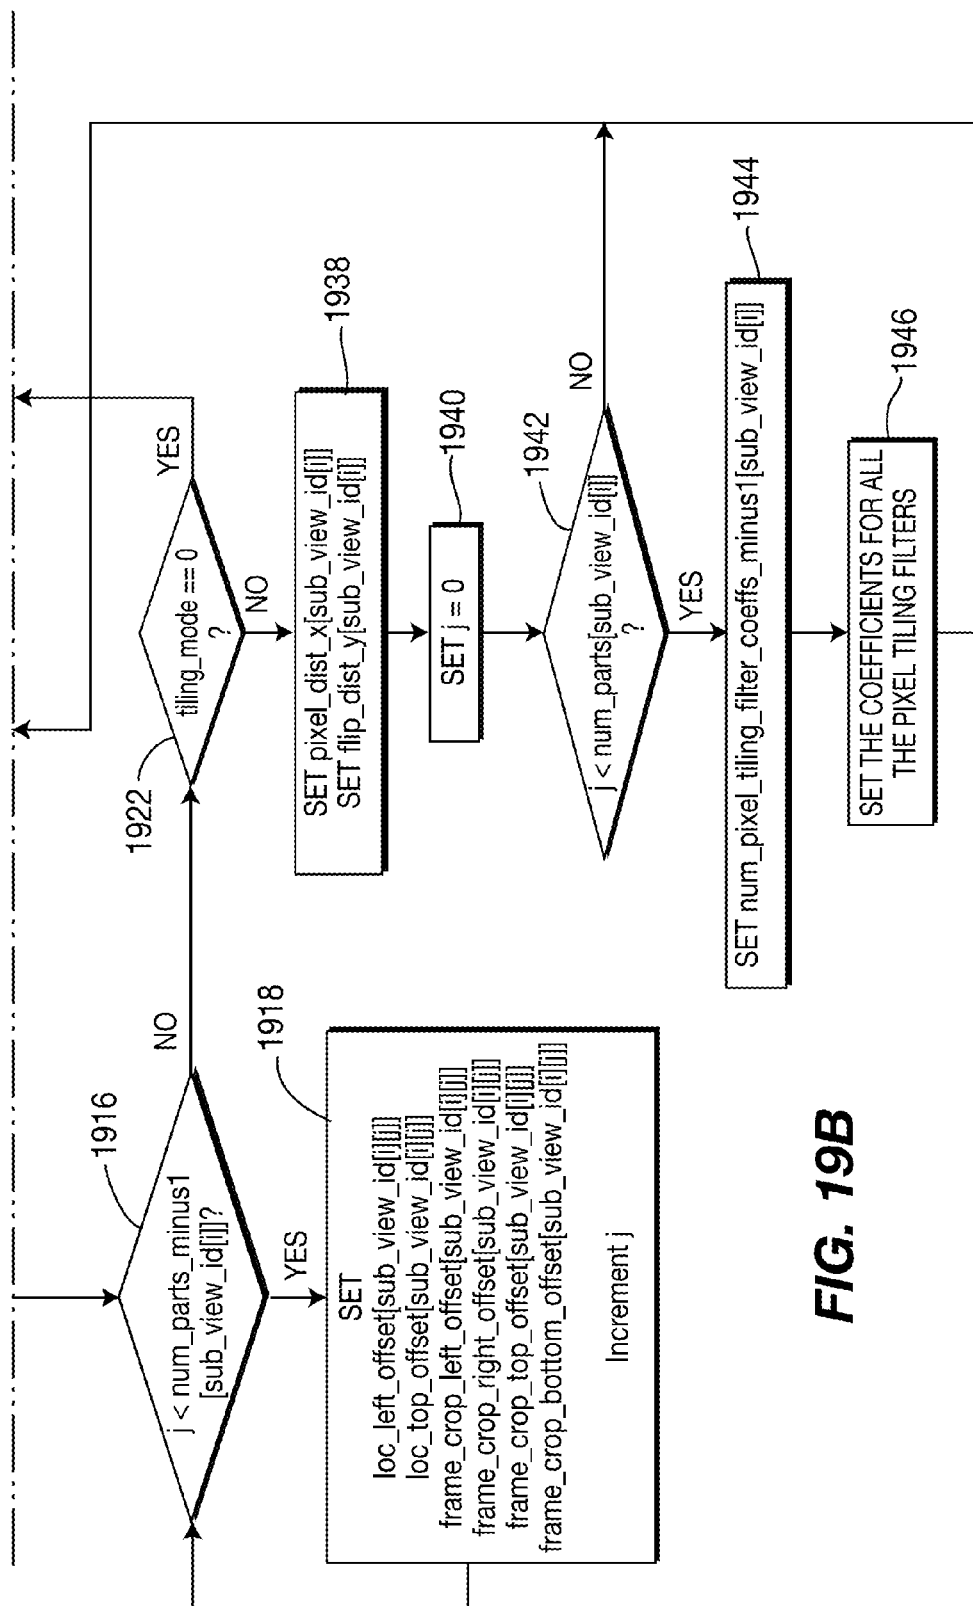 1916
j < num_parts_minus1
[sub_view_id[i]]?
NO
YES
1918
SET
loc_left_offset[sub_view_id[i][j]]
loc_top_offset[sub_view_id[i][j]]
frame_crop_left_offset[sub_view_id[i][j]]
frame_crop_right_offset[sub_view_id[i][j]]
frame_crop_top_offset[sub_view_id[i][j]]
frame_crop_bottom_offset[sub_view_id[i][j]]
Increment j
1922
tiling_mode == 0
?
YES
NO
1938
SET pixel_dist_x[sub_view_id[i]]
SET flip_dist_y[sub_view_id[i]]
1940
SET j = 0
1942
j < num_parts[sub_view_id[i]]
?
NO
YES
1944
SET num_pixel_tiling_filter_coeffs_minus1[sub_view_id[i]]
1946
SET THE COEFFICIENTS FOR ALL
THE PIXEL TILING FILTERS
FIG. 19B